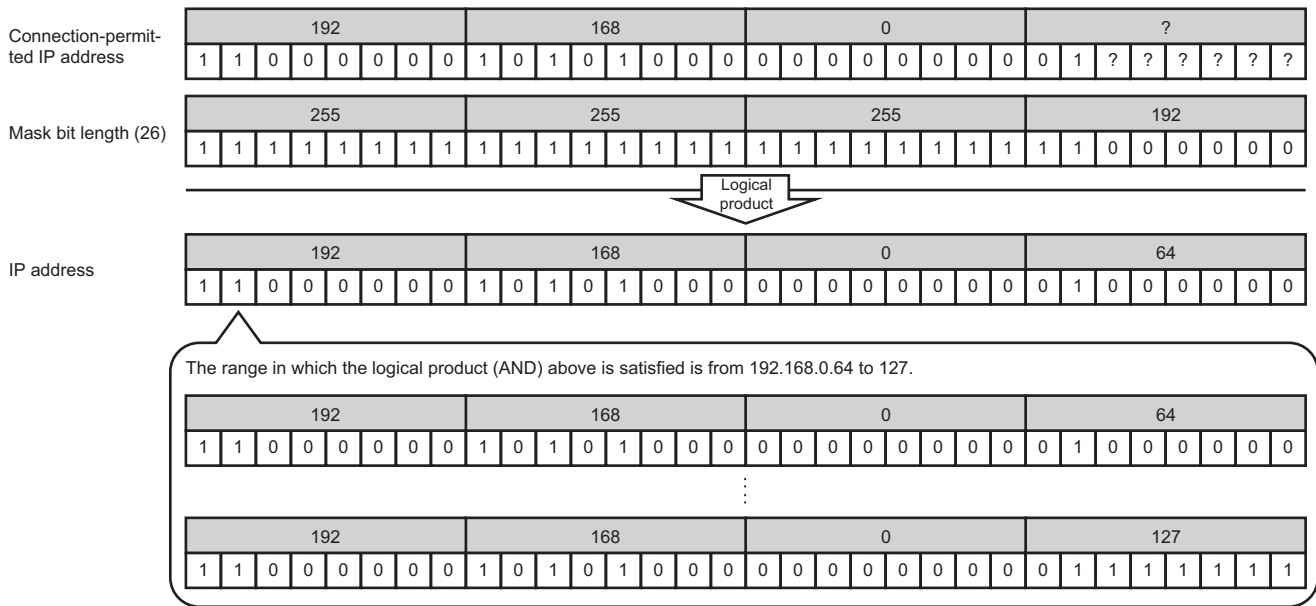 Connection-permit-
ted IP address
192 168 0 ?
1 1 0 0 0 0 0 0 1 0 1 0 1 0 0 0 0 0 0 0 0 0 0 0 0 1 ? ? ? ? ? ?
Mask bit length (26)
255 255 255 192
1 1 1 1 1 1 1 1 1 1 1 1 1 1 1 1 1 1 1 1 1 1 1 1 1 1 0 0 0 0 0 0
Logical
product
IP address
192 168 0 64
1 1 0 0 0 0 0 0 1 0 1 0 1 0 0 0 0 0 0 0 0 0 0 0 0 1 0 0 0 0 0 0
The range in which the logical product (AND) above is satisfied is from 192.168.0.64 to 127.
192 168 0 64
1 1 0 0 0 0 0 0 1 0 1 0 1 0 0 0 0 0 0 0 0 0 0 0 0 1 0 0 0 0 0 0
192 168 0 127
1 1 0 0 0 0 0 0 1 0 1 0 1 0 0 0 0 0 0 0 0 0 0 0 0 1 1 1 1 1 1 1